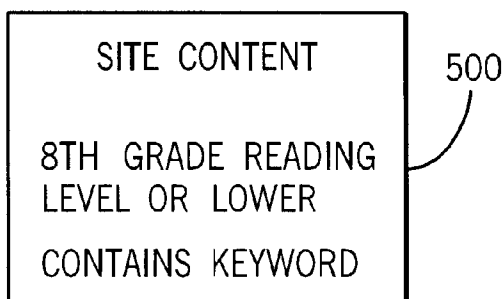 SITE CONTENT
500
8TH GRADE READING
LEVEL OR LOWER
CONTAINS KEYWORD